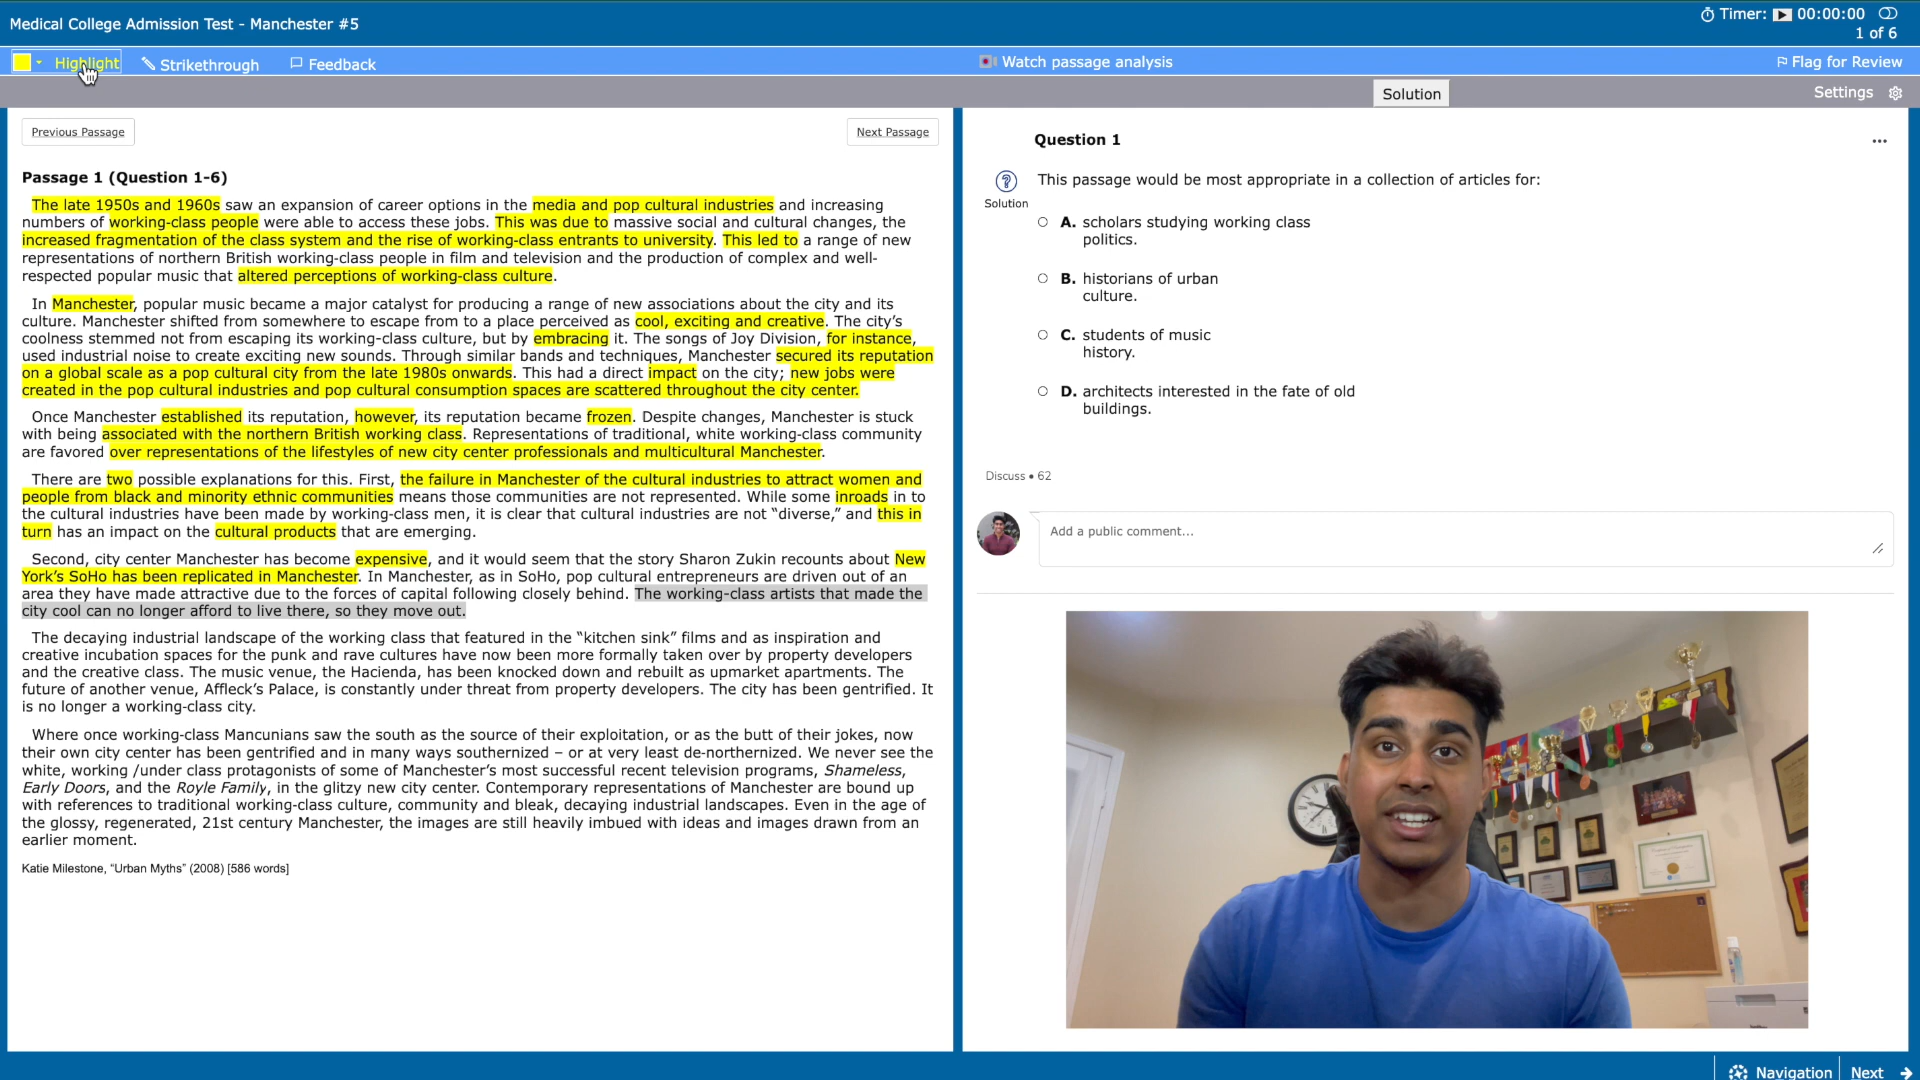 Medical College Admission Test - Manchester #5
Timer: 00:00:00
1 of 6
Highlight
Strikethrough
Feedback
Watch passage analysis
Flag for Review
Solution
Settings
Previous Passage
Next Passage
Passage 1 (Question 1-6)
The late 1950s and 1960s saw an expansion of career options in the media and pop cultural industries and increasing
numbers of working-class people were able to access these jobs. This was due to massive social and cultural changes, the
increased fragmentation of the class system and the rise of working-class entrants to university. This led to a range of new
representations of northern British working-class people in film and television and the production of complex and well-
respected popular music that altered perceptions of working-class culture.
In Manchester, popular music became a major catalyst for producing a range of new associations about the city and its
culture. Manchester shifted from somewhere to escape from to a place perceived as cool, exciting and creative. The city’s
coolness stemmed not from escaping its working-class culture, but by embracing it. The songs of Joy Division, for instance,
used industrial noise to create exciting new sounds. Through similar bands and techniques, Manchester secured its reputation
on a global scale as a pop cultural city from the late 1980s onwards. This had a direct impact on the city; new jobs were
created in the pop cultural industries and pop cultural consumption spaces are scattered throughout the city center.
Once Manchester established its reputation, however, its reputation became frozen. Despite changes, Manchester is stuck
with being associated with the northern British working class. Representations of traditional, white working-class community
are favored over representations of the lifestyles of new city center professionals and multicultural Manchester.
There are two possible explanations for this. First, the failure in Manchester of the cultural industries to attract women and
people from black and minority ethnic communities means those communities are not represented. While some inroads in to
the cultural industries have been made by working-class men, it is clear that cultural industries are not “diverse,” and this in
turn has an impact on the cultural products that are emerging.
Second, city center Manchester has become expensive, and it would seem that the story Sharon Zukin recounts about New
York’s SoHo has been replicated in Manchester. In Manchester, as in SoHo, pop cultural entrepreneurs are driven out of an
area they have made attractive due to the forces of capital following closely behind. The working-class artists that made the
city cool can no longer afford to live there, so they move out.
The decaying industrial landscape of the working class that featured in the “kitchen sink” films and as inspiration and
creative incubation spaces for the punk and rave cultures have now been more formally taken over by property developers
and the creative class. The music venue, the Hacienda, has been knocked down and rebuilt as upmarket apartments. The
future of another venue, Affleck’s Palace, is constantly under threat from property developers. The city has been gentrified. It
is no longer a working-class city.
Where once working-class Mancunians saw the south as the source of their exploitation, or as the butt of their jokes, now
their own city center has been gentrified and in many ways southernized – or at very least de-northernized. We never see the
white, working /under class protagonists of some of Manchester’s most successful recent television programs, Shameless,
Early Doors, and the Royle Family, in the glitzy new city center. Contemporary representations of Manchester are bound up
with references to traditional working-class culture, community and bleak, decaying industrial landscapes. Even in the age of
the glossy, regenerated, 21st century Manchester, the images are still heavily imbued with ideas and images drawn from an
earlier moment.
Katie Milestone, “Urban Myths” (2008) [586 words]
Question 1
...
Solution
This passage would be most appropriate in a collection of articles for:
A. scholars studying working class
politics.
B. historians of urban
culture.
C. students of music
history.
D. architects interested in the fate of old
buildings.
Discuss • 62
Add a public comment...
Navigation
Next